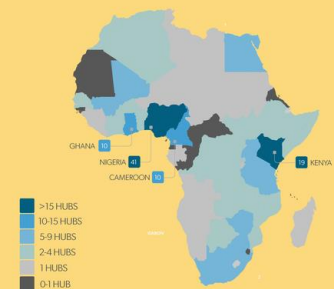 GHANA 10
NIGERIA 41
CAMEROON 10
19 KENYA
>15 HUBS
10-15 HUBS
5-9 HUBS
2-4 HUBS
1 HUBS
0-1 HUB